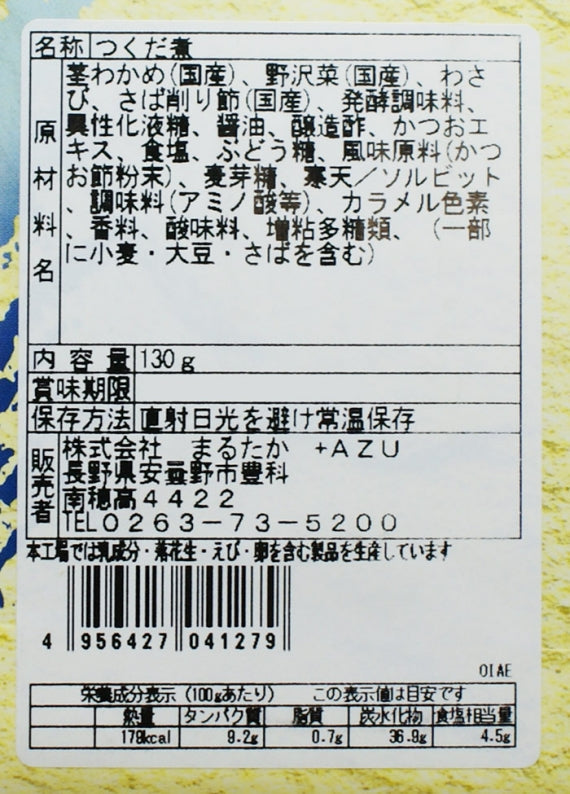 名称 つくだ煮
原材料名 茎わかめ(国産)、野沢菜(国産)、わさ
び、さば削り節(国産)、発酵調味料、
異性化液糖、醤油、醸造酢、かつおエ
キス、食塩、ぶどう糖、風味原料(かつ
お節粉末)、麦芽糖、寒天/ソルビット
、調味料(アミノ酸等)、カラメル色素
、香料、酸味料、増粘多糖類、 (一部
に小麦・大豆・さばを含む)
内容量 130g
賞味期限
保存方法 直射日光を避け常温保存
販売者 株式会社 まるたか +AZU
長野県安曇野市豊科
南穂高4422
TEL0263-73-5200
本工場では乳成分・落花生・えび・卵を含む製品を生産しています
4 956427 041279
OIAE
栄養成分表示(100gあたり) この表示値は目安です
熱量 タンパク質 脂質 炭水化物 食塩相当量
179kcal 9.2g 0.7g 36.9g 4.5g